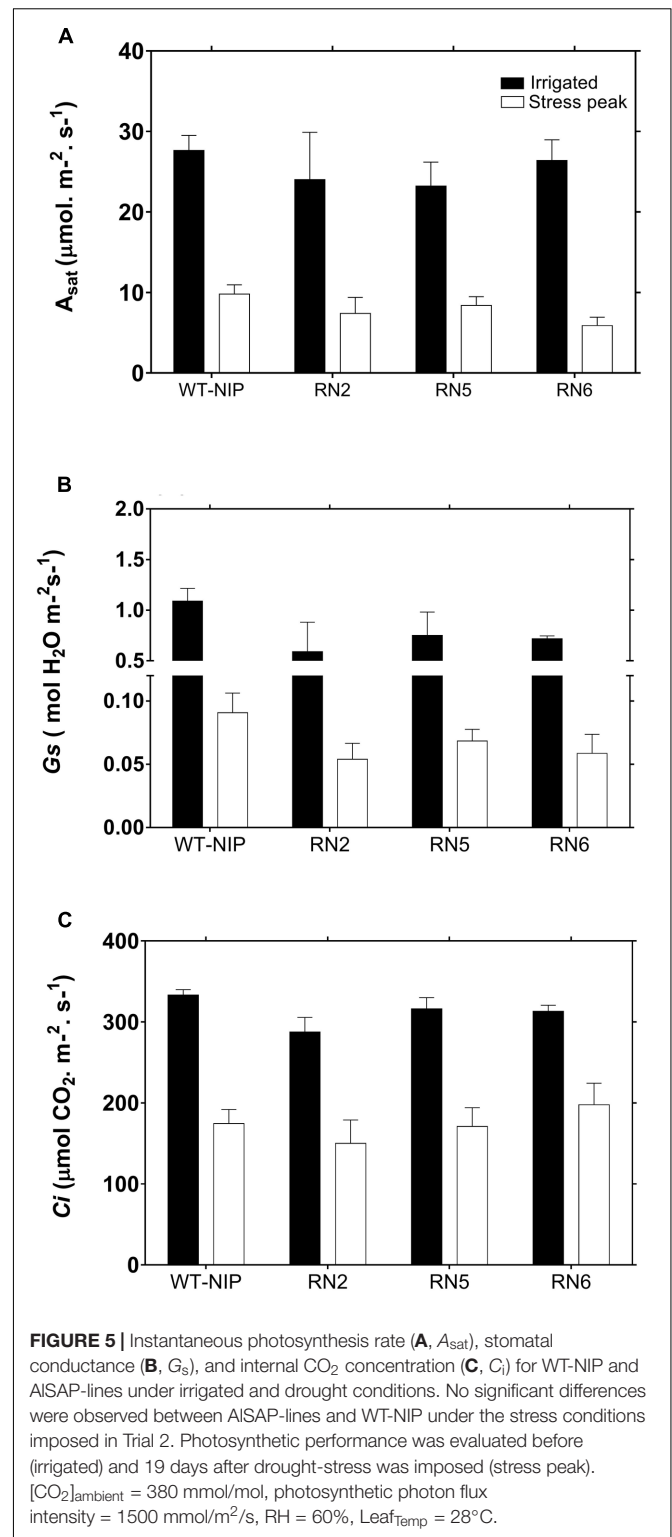 A
40
30
20
10
0
A_sat (μmol. m-². s-¹)
Irrigated
Stress peak
WT-NIP RN2 RN5 RN6
B
2.0
1.5
1.0
0.5
0.10
0.05
0.00
Gs ( mol H₂O m-²s-¹)
WT-NIP RN2 RN5 RN6
C
400
300
200
100
0
Ci (μmol CO₂. m-². s-¹)
WT-NIP RN2 RN5 RN6
FIGURE 5 | Instantaneous photosynthesis rate (A, A_sat), stomatal
conductance (B, G_s), and internal CO₂ concentration (C, C_i) for WT-NIP and
AlSAP-lines under irrigated and drought conditions. No significant differences
were observed between AlSAP-lines and WT-NIP under the stress conditions
imposed in Trial 2. Photosynthetic performance was evaluated before
(irrigated) and 19 days after drought-stress was imposed (stress peak).
[CO₂]ambient = 380 mmol/mol, photosynthetic photon flux
intensity = 1500 mmol/m²/s, RH = 60%, Leaf_Temp = 28°C.